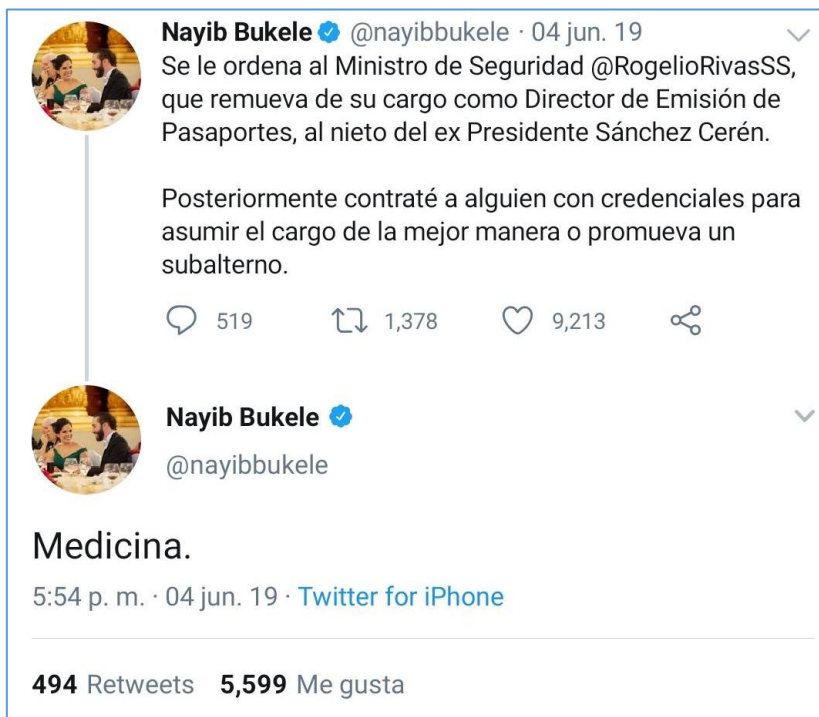 Nayib Bukele @nayibbukele · 04 jun. 19
Se le ordena al Ministro de Seguridad @RogelioRivasSS,
que remueva de su cargo como Director de Emisión de
Pasaportes, al nieto del ex Presidente Sánchez Cerén.
Posteriormente contraté a alguien con credenciales para
asumir el cargo de la mejor manera o promueva un
subalterno.
519 1,378 9,213
Nayib Bukele
@nayibbukele
Medicina.
5:54 p. m. · 04 jun. 19 · Twitter for iPhone
494 Retweets 5,599 Me gusta